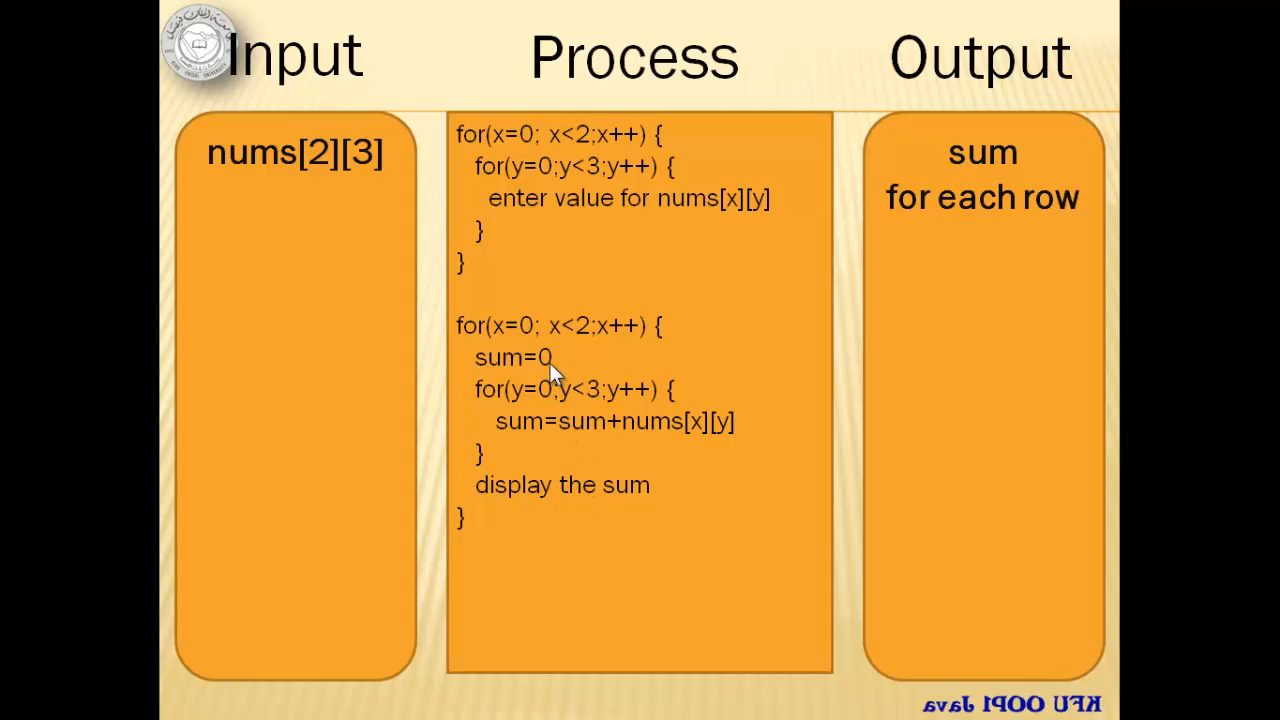 Input
Process
Output
nums[2][3]
for(x=0; x<2;x++) {
for(y=0;y<3;y++) {
enter value for nums[x][y]
}
}
for(x=0; x<2;x++) {
sum=0
for(y=0;y<3;y++) {
sum=sum+nums[x][y]
}
display the sum
}
sum
for each row
KFU OOP1 Java